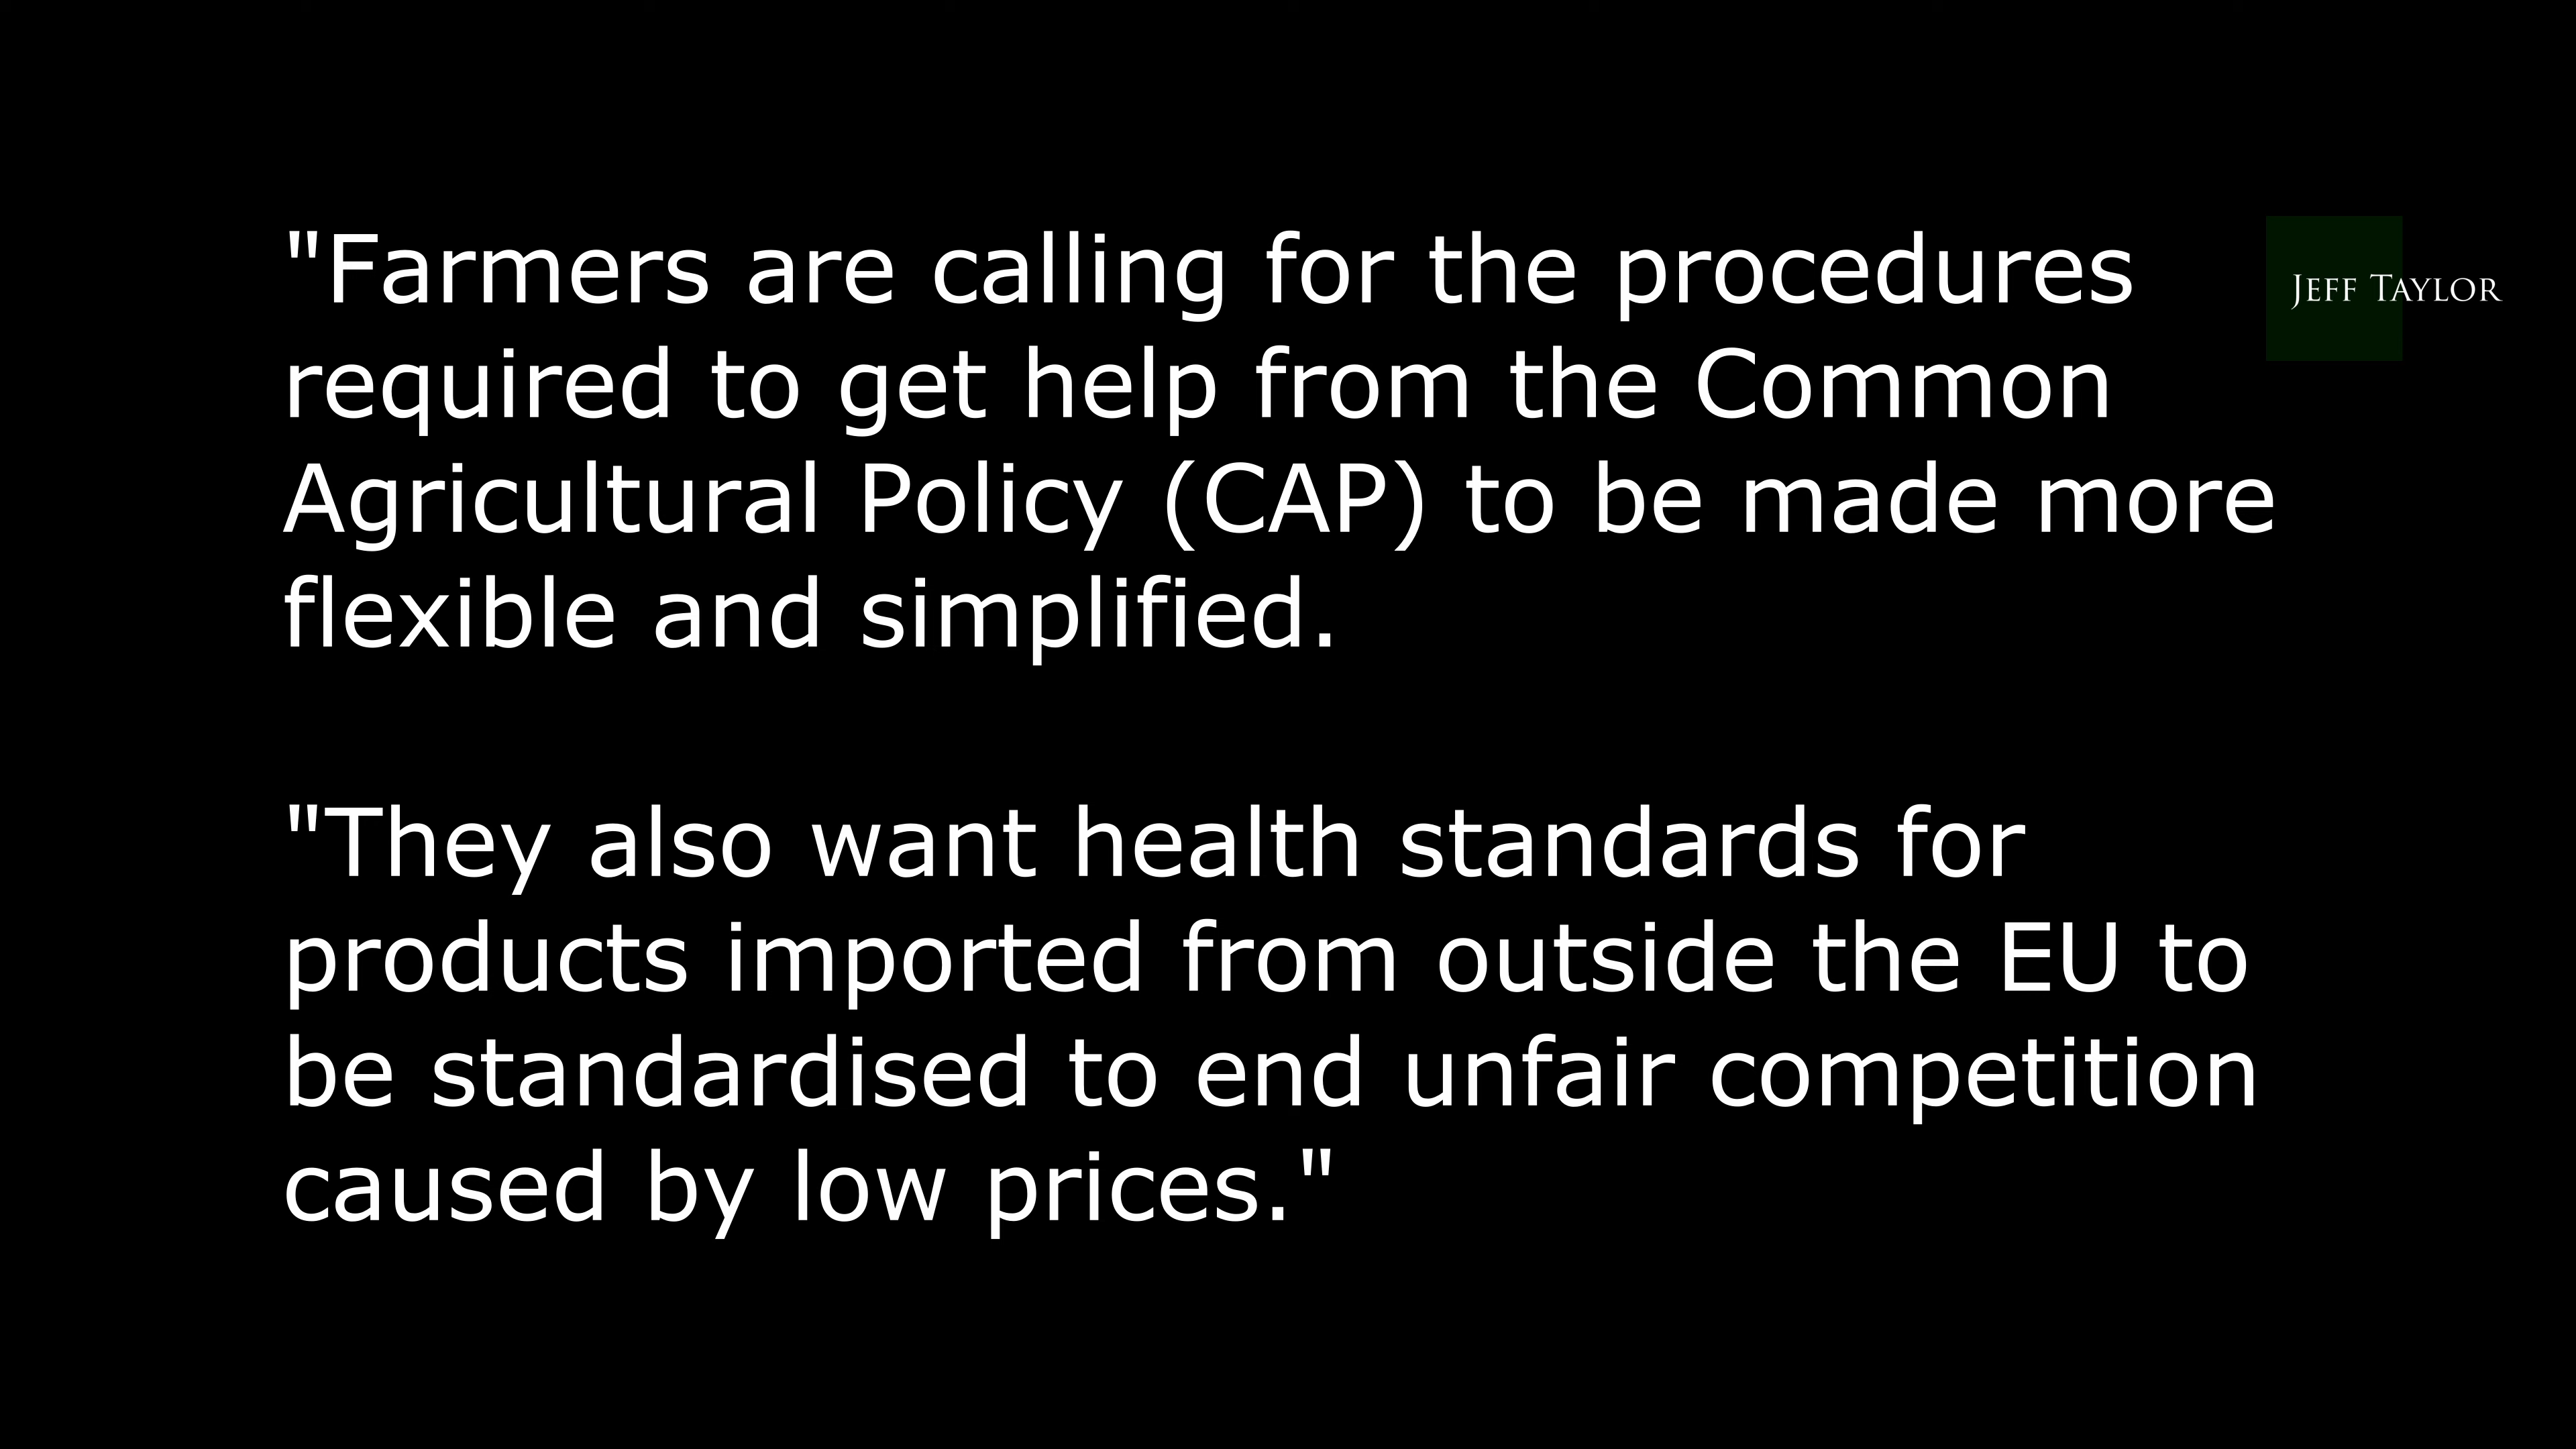 "Farmers are calling for the procedures
required to get help from the Common
Agricultural Policy (CAP) to be made more
flexible and simplified.
"They also want health standards for
products imported from outside the EU to
be standardised to end unfair competition
caused by low prices."
JEFF TAYLOR